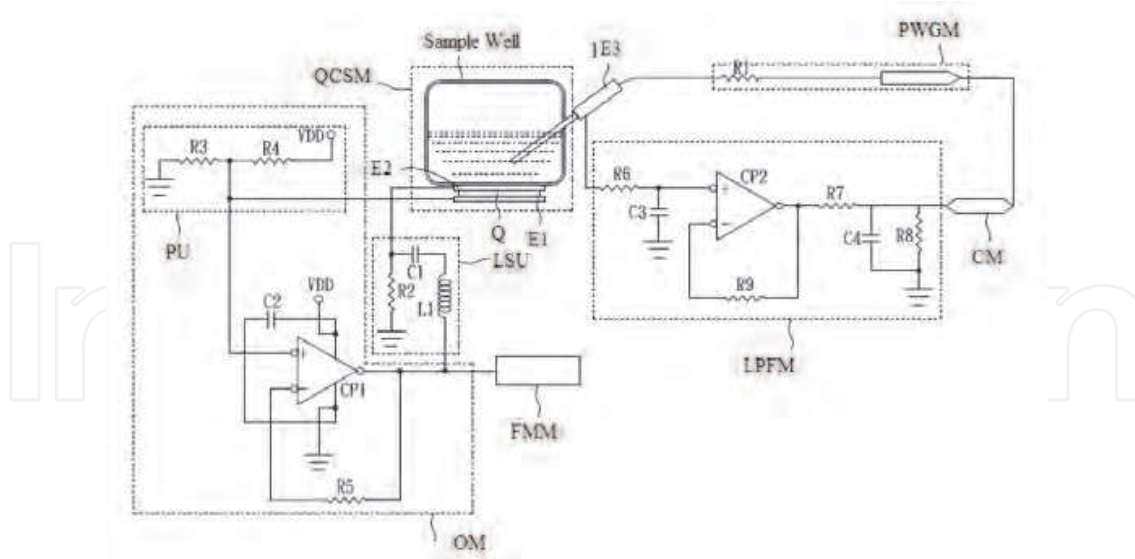 PWGM
Sample Well
1E3
R1
QCSM
VDD
R3
R4
E2
R6
CP2
R7
C3
+
-
C4
R8
Q
E1
PU
C1
LSU
CM
R2
L1
R9
VDD
C2
LPFM
+
-
CP1
FMM
R5
OM